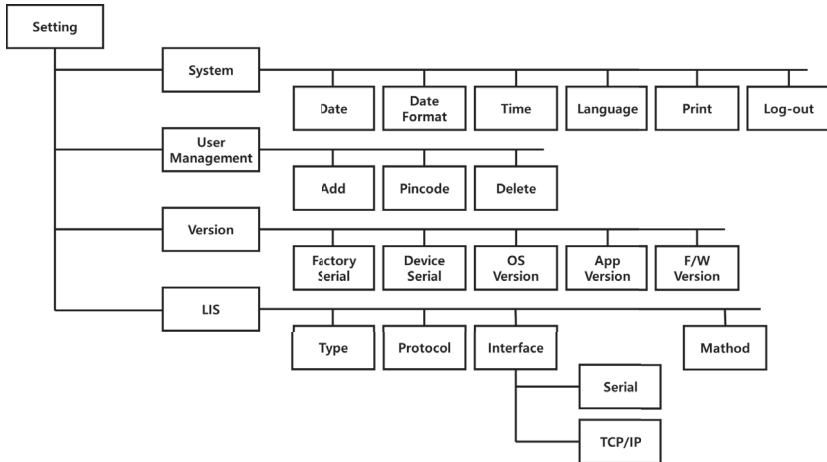 Setting
System
Date
Date
Format
Time
Language
Print
Log-out
User
Management
Add
Pincode
Delete
Version
Factory
Serial
Device
Serial
OS
Version
App
Version
F/W
Version
LIS
Type
Protocol
Interface
Mathod
Serial
TCP/IP